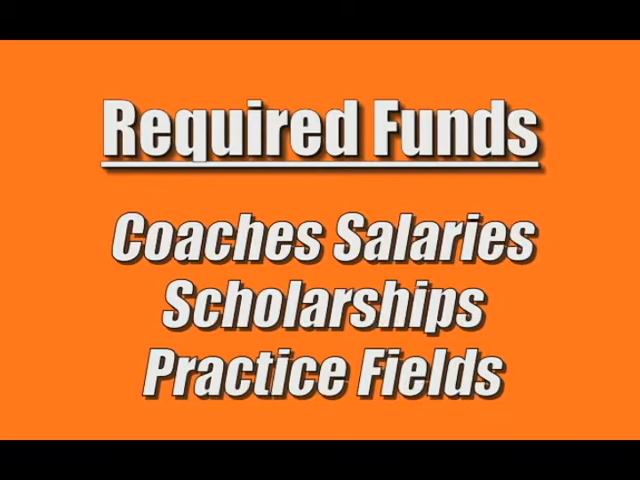 Required Funds
Coaches Salaries
Scholarships
Practice Fields